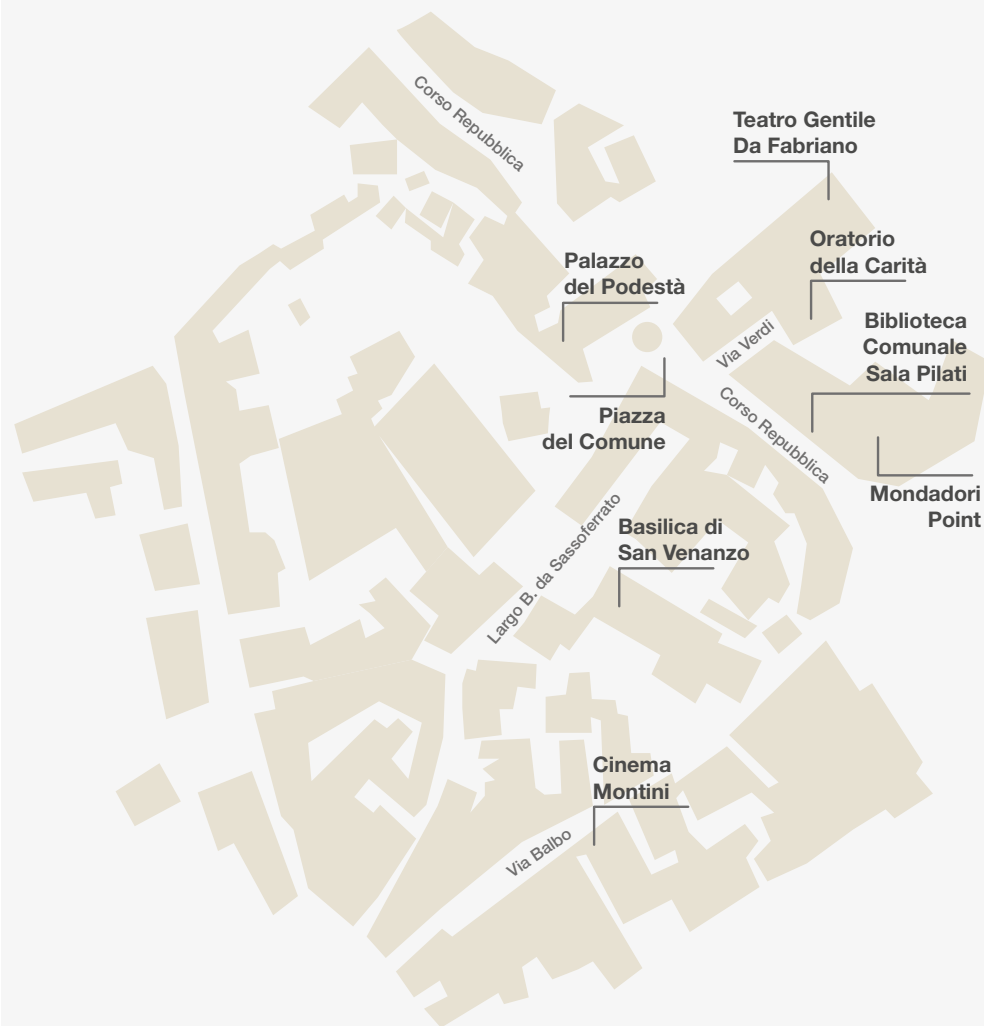 Corso Repubblica
Teatro Gentile
Da Fabriano
Oratorio
della Carità
Palazzo
del Podestà
Biblioteca
Comunale
Sala Pilati
Via Verdi
Piazza
del Comune
Corso Repubblica
Mondadori
Point
Largo B. da Sassoferrato
Basilica di
San Venanzo
Cinema
Montini
Via Balbo